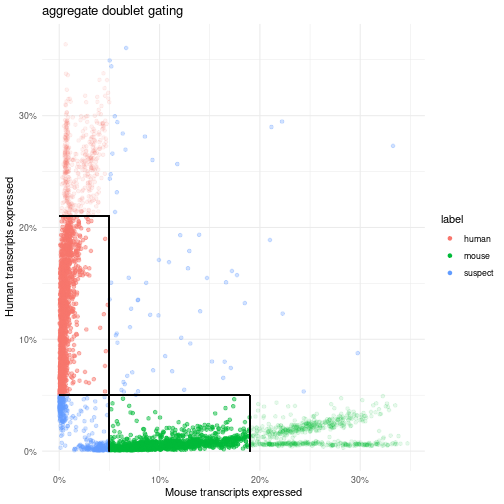 aggregate doublet gating
Human transcripts expressed
30%
20%
10%
0%
0%
10%
20%
30%
Mouse transcripts expressed
label
human
mouse
suspect